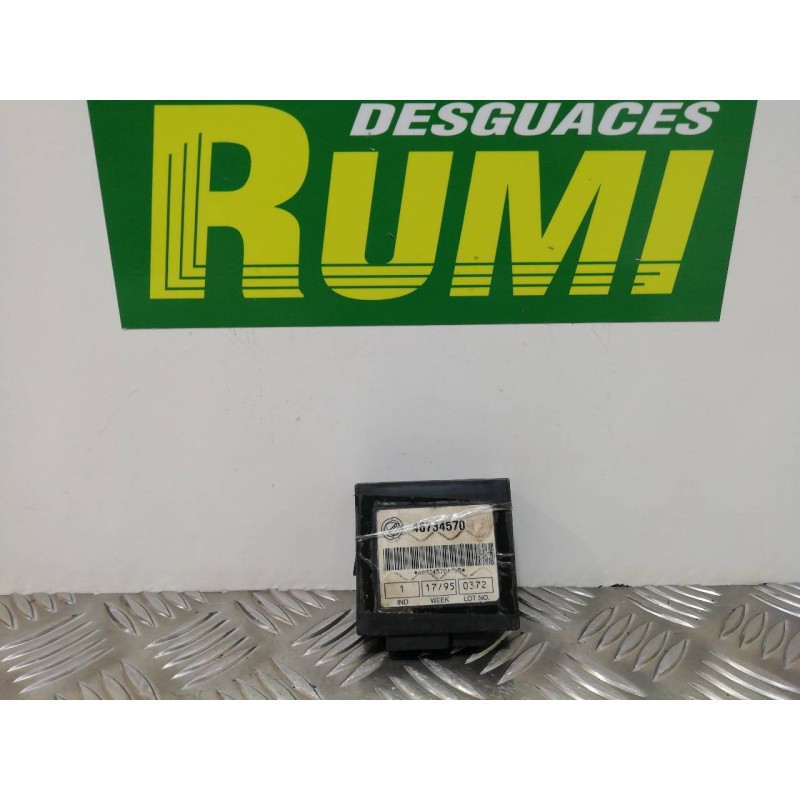 DESGUACES
RUMI
46734570
1 17/95 0372
IND WEEK LOT NO.